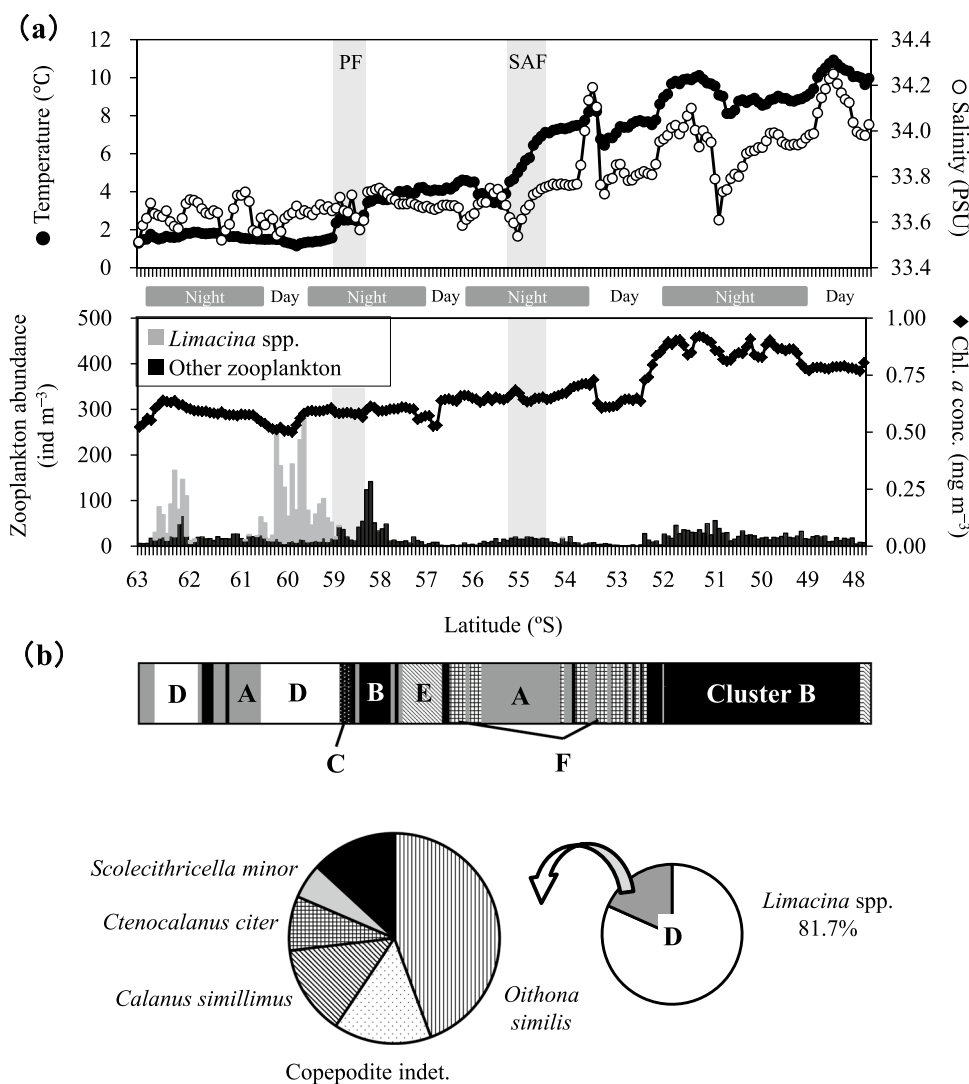 (a)
12
10
8
6
4
2
0
● Temperature (℃)
PF
SAF
34.4
34.2
34.0
33.8
33.6
33.4
○ Salinity (PSU)
Night Day Night Day Night Day Night Day
500
400
300
200
100
0
Zooplankton abundance
(ind m⁻³)
Limacina spp.
Other zooplankton
1.00
0.75
0.50
0.25
0.00
◆ Chl. a conc. (mg m⁻³)
63 62 61 60 59 58 57 56 55 54 53 52 51 50 49 48
Latitude (ºS)
(b)
D A D B E A Cluster B
C F
Scolecithricella minor
Ctenocalanus citer
Calanus simillimus
Copepodite indet.
Oithona
similis
D
Limacina spp.
81.7%